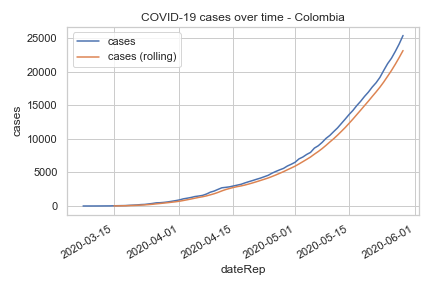 COVID-19 cases over time - Colombia
cases
cases (rolling)
25000
20000
15000
10000
5000
0
cases
2020-03-15
2020-04-01
2020-04-15
2020-05-01
2020-05-15
2020-06-01
dateRep